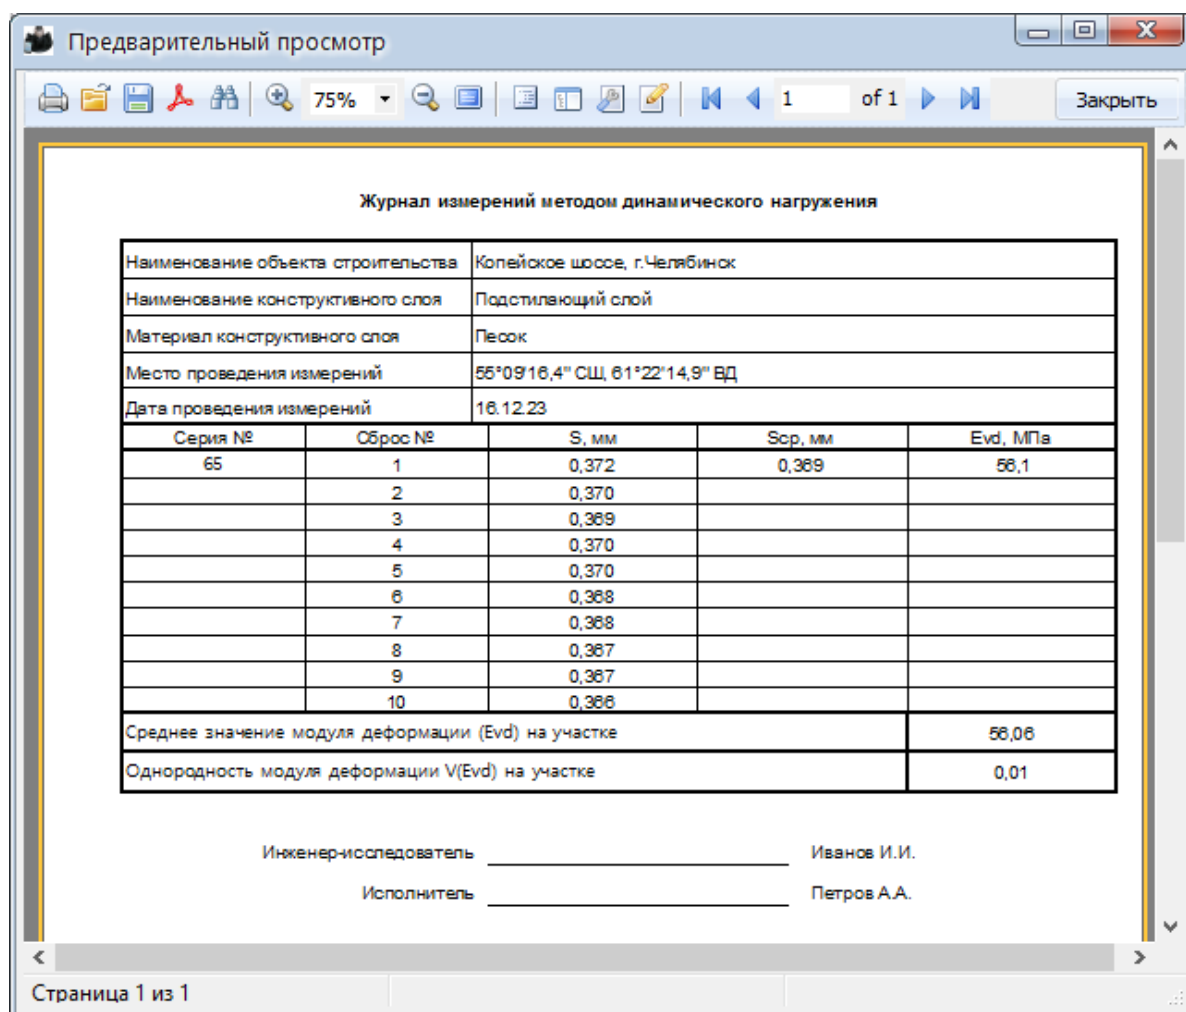 Предварительный просмотр
75% 1 of 1 Закрыть
Журнал измерений методом динамического нагружения
Наименование объекта строительства Копейское шоссе, г.Челябинск
Наименование конструктивного слоя Подстилающий слой
Материал конструктивного слоя Песок
Место проведения измерений 55°09'16,4" СШ, 61°22'14,9" ВД
Дата проведения измерений 16.12.23
Серия № Сброс № S, мм Sср, мм Evd, МПа
65 1 0,372 0,369 56,1
2 0,370
3 0,369
4 0,370
5 0,370
6 0,368
7 0,368
8 0,367
9 0,367
10 0,366
Среднее значение модуля деформации (Evd) на участке 56,06
Однородность модуля деформации V(Evd) на участке 0,01
Инженер-исследователь Иванов И.И.
Исполнитель Петров А.А.
Страница 1 из 1